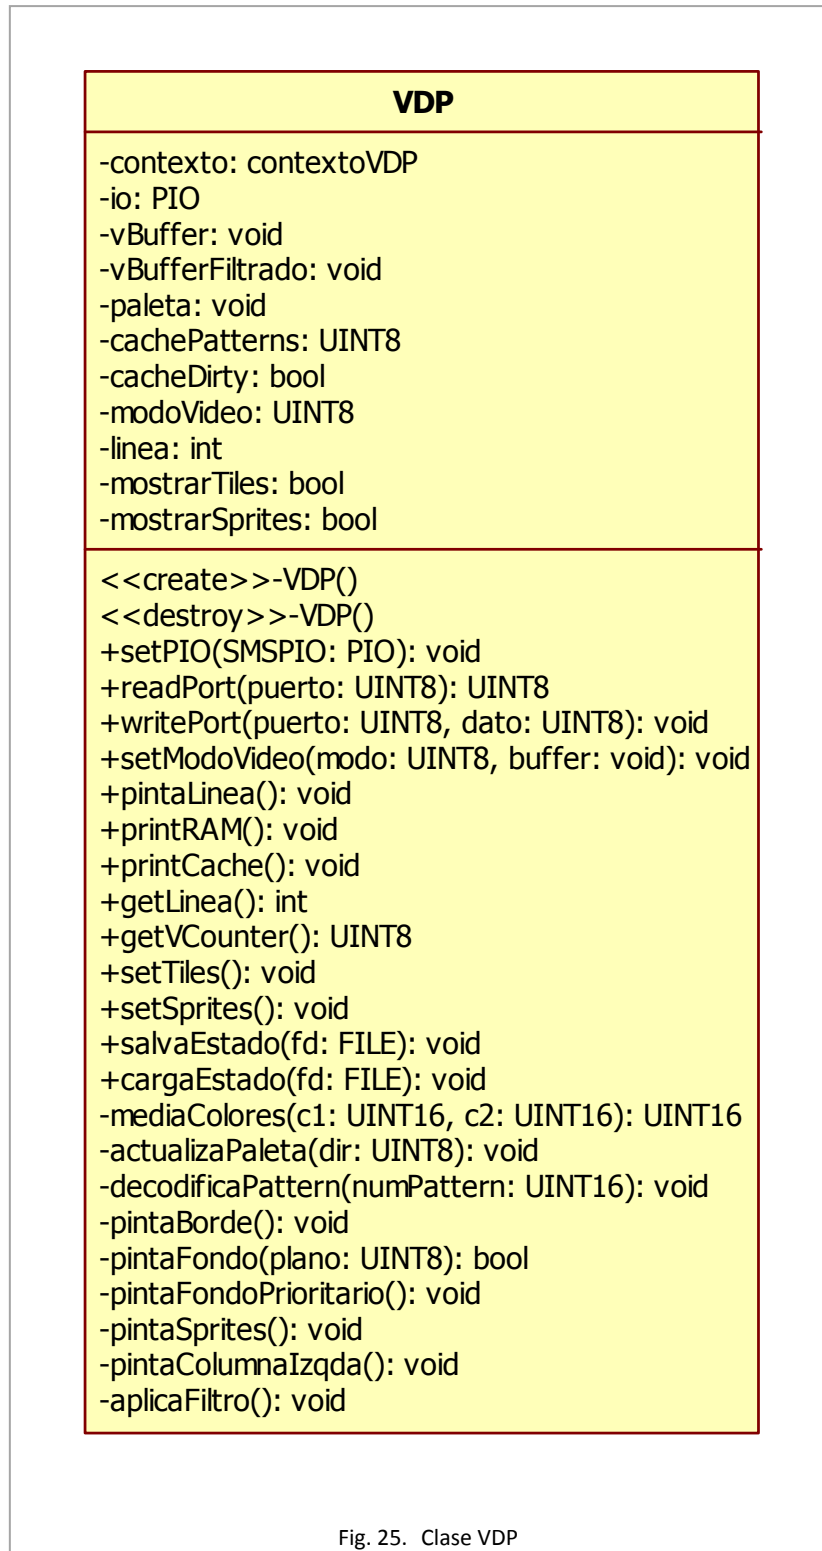 VDP
-contexto: contextoVDP
-io: PIO
-vBuffer: void
-vBufferFiltrado: void
-paleta: void
-cachePatterns: UINT8
-cacheDirty: bool
-modoVideo: UINT8
-linea: int
-mostrarTiles: bool
-mostrarSprites: bool
<<create>>-VDP()
<<destroy>>-VDP()
+setPIO(SMSPIO: PIO): void
+readPort(puerto: UINT8): UINT8
+writePort(puerto: UINT8, dato: UINT8): void
+setModoVideo(modo: UINT8, buffer: void): void
+pintaLinea(): void
+printRAM(): void
+printCache(): void
+getLinea(): int
+getVCounter(): UINT8
+setTiles(): void
+setSprites(): void
+salvaEstado(fd: FILE): void
+cargaEstado(fd: FILE): void
-mediaColores(c1: UINT16, c2: UINT16): UINT16
-actualizaPaleta(dir: UINT8): void
-decodificaPattern(numPattern: UINT16): void
-pintaBorde(): void
-pintaFondo(plano: UINT8): bool
-pintaFondoPrioritario(): void
-pintaSprites(): void
-pintaColumnaIzqda(): void
-aplicaFiltro(): void
Fig. 25. Clase VDP